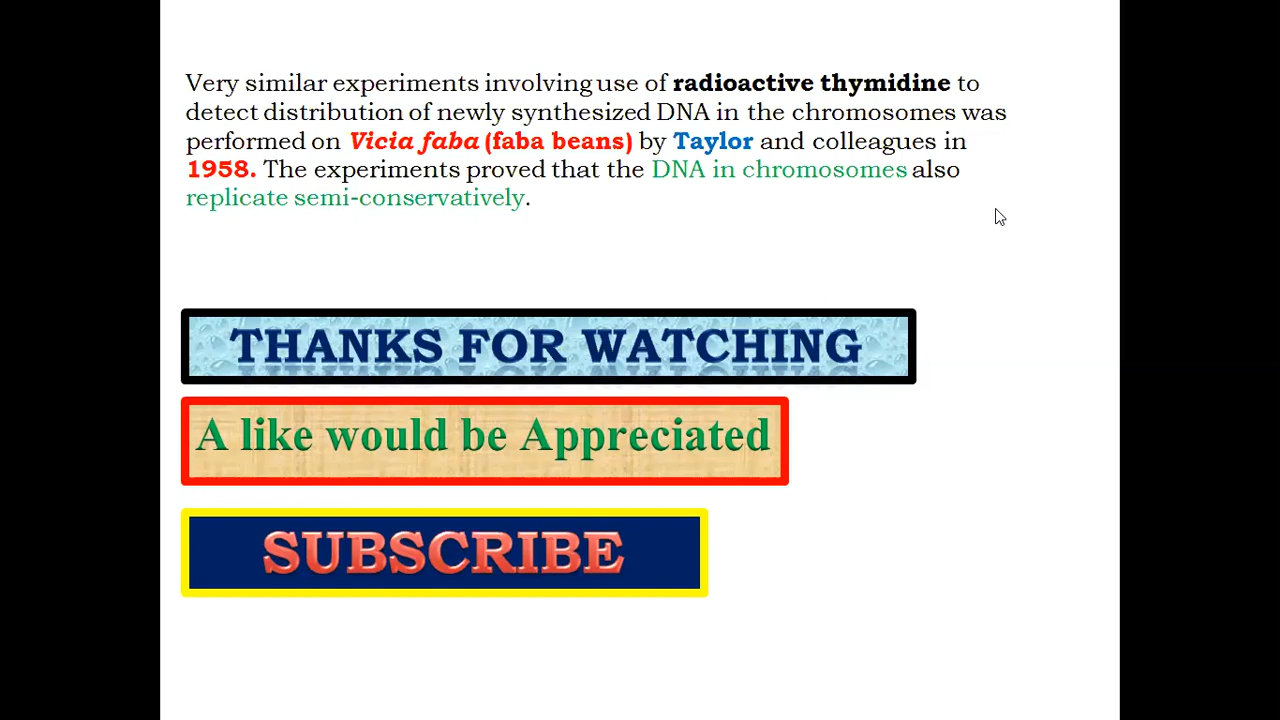 Very similar experiments involving use of radioactive thymidine to
detect distribution of newly synthesized DNA in the chromosomes was
performed on Vicia faba (faba beans) by Taylor and colleagues in
1958. The experiments proved that the DNA in chromosomes also
replicate semi-conservatively.
THANKS FOR WATCHING
A like would be Appreciated
SUBSCRIBE